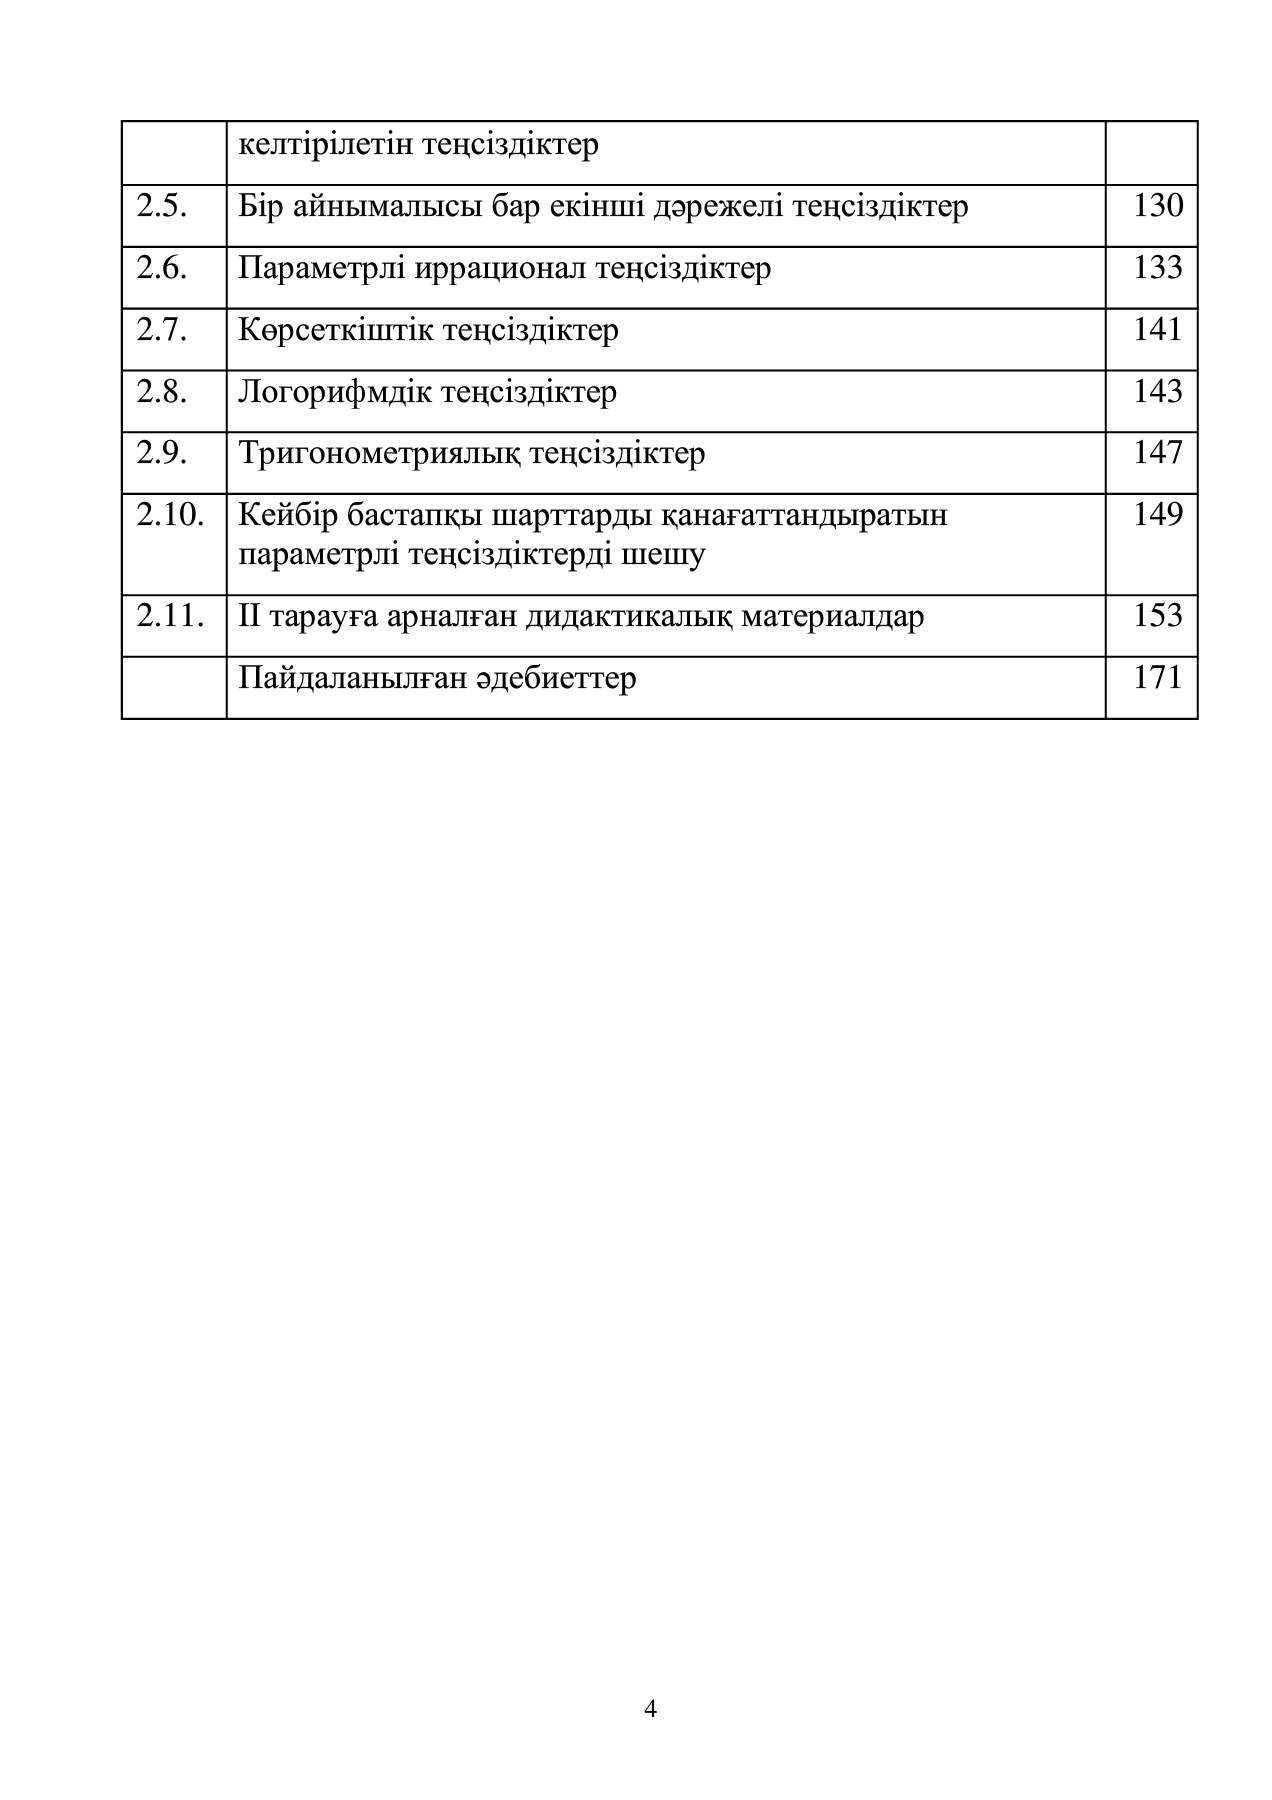 келтірілетін теңсіздіктер
2.5. Бір айнымалысы бар екінші дәрежелі теңсіздіктер 130
2.6. Параметрлі иррационал теңсіздіктер 133
2.7. Көрсеткіштік теңсіздіктер 141
2.8. Логорифмдік теңсіздіктер 143
2.9. Тригонометриялық теңсіздіктер 147
2.10. Кейбір бастапқы шарттарды қанағаттандыратын 149
параметрлі теңсіздіктерді шешу
2.11. ІІ тарауға арналған дидактикалық материалдар 153
Пайдаланылған әдебиеттер 171
4